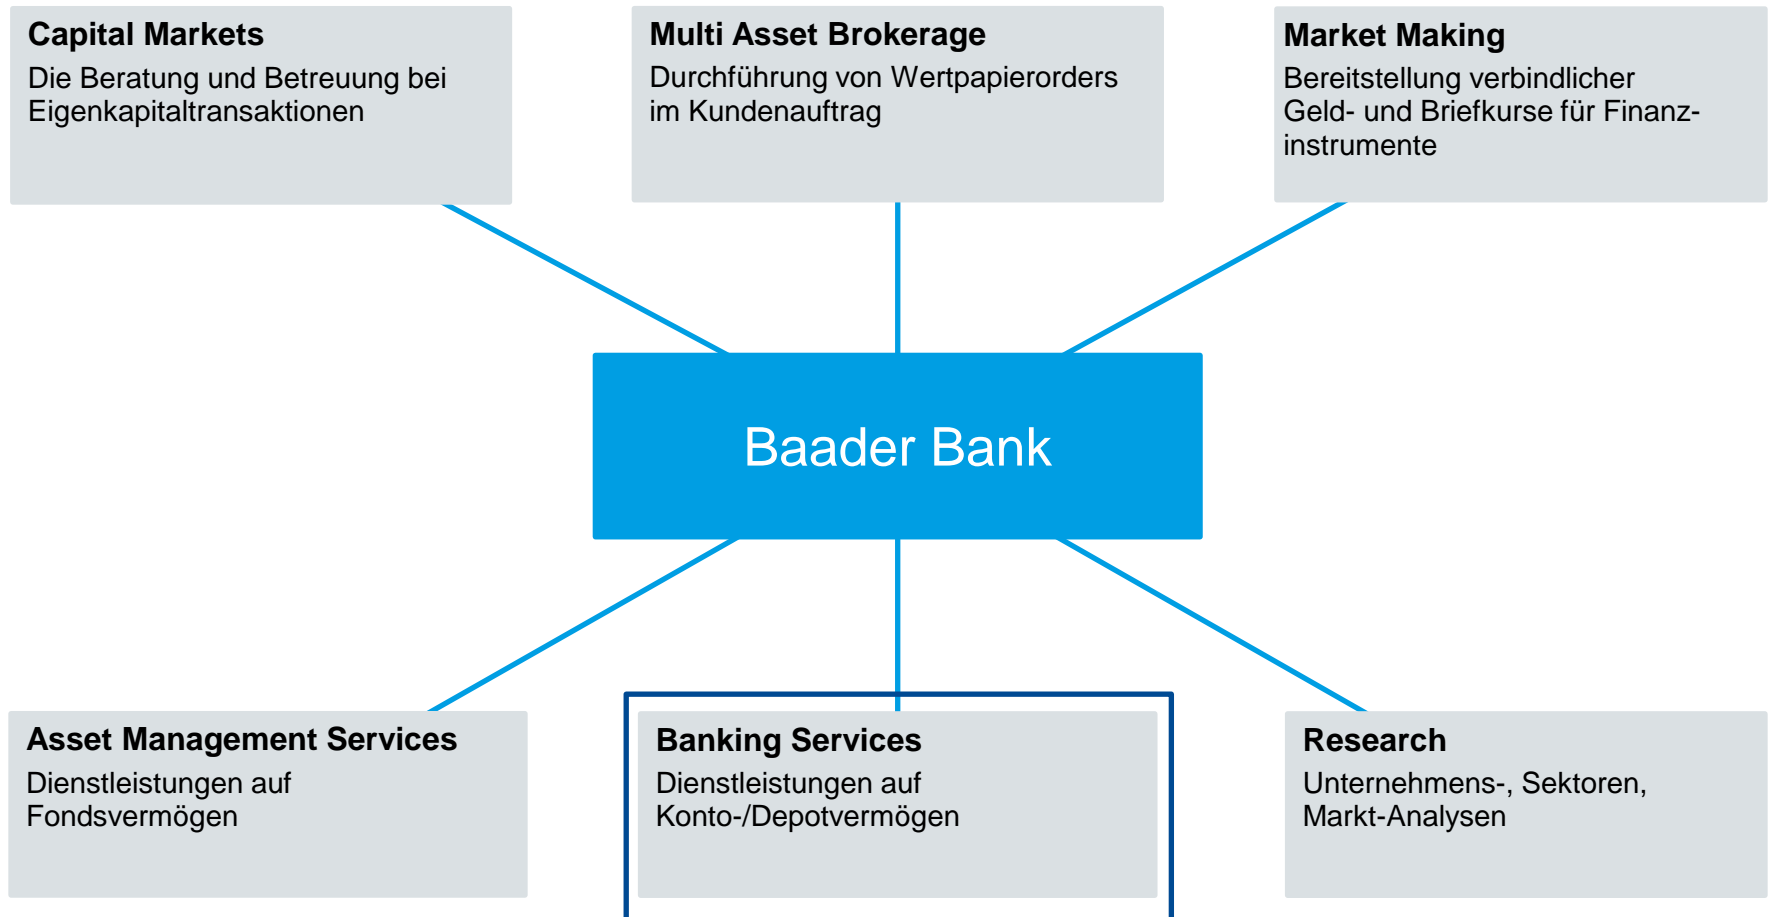 Capital Markets
Die Beratung und Betreuung bei
Eigenkapitaltransaktionen
Multi Asset Brokerage
Durchführung von Wertpapierorders
im Kundenauftrag
Market Making
Bereitstellung verbindlicher
Geld- und Briefkurse für Finanz-
instrumente
Baader Bank
Asset Management Services
Dienstleistungen auf
Fondsvermögen
Banking Services
Dienstleistungen auf
Konto-/Depotvermögen
Research
Unternehmens-, Sektoren,
Markt-Analysen